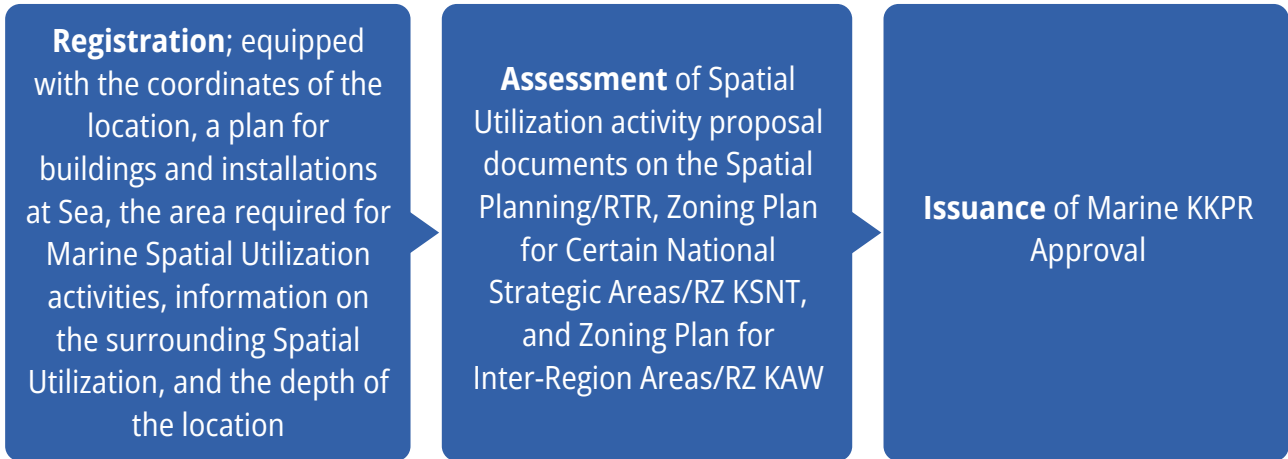 Registration; equipped
with the coordinates of the
location, a plan for
buildings and installations
at Sea, the area required for
Marine Spatial Utilization
activities, information on
the surrounding Spatial
Utilization, and the depth of
the location
Assessment of Spatial
Utilization activity proposal
documents on the Spatial
Planning/RTR, Zoning Plan
for Certain National
Strategic Areas/RZ KSNT,
and Zoning Plan for
Inter-Region Areas/RZ KAW
Issuance of Marine KKPR
Approval